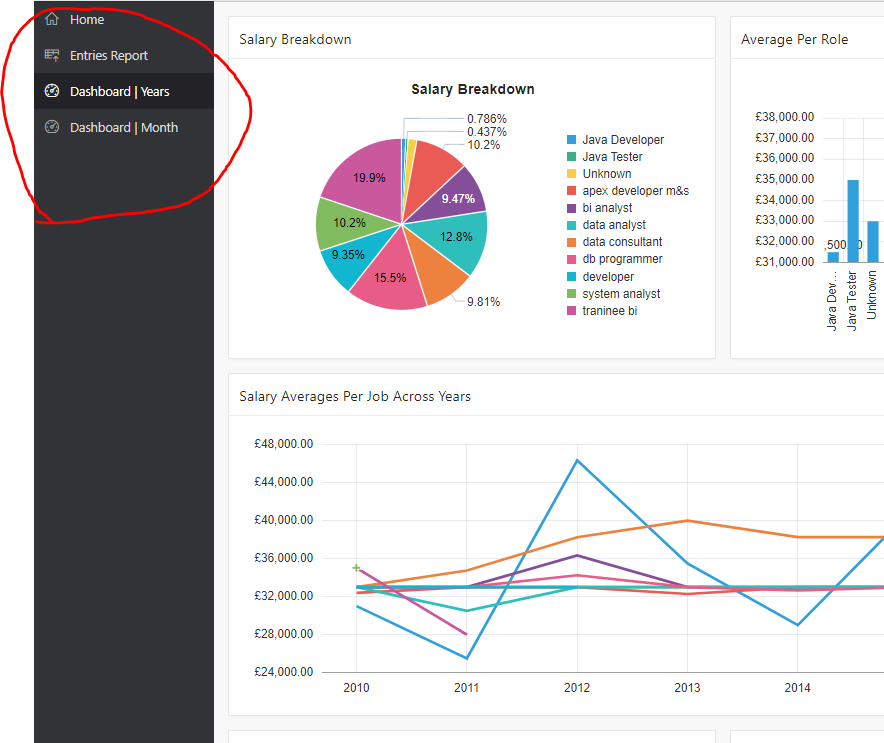 Home
Entries Report
Dashboard | Years
Dashboard | Month
Salary Breakdown
Salary Breakdown
0.786%
0.437%
10.2%
19.9%
9.47%
10.2%
12.8%
9.35%
15.5%
9.81%
Java Developer
Java Tester
Unknown
apex developer m&s
bi analyst
data analyst
data consultant
db programmer
developer
system analyst
traninee bi
Average Per Role
£38,000.00
£37,000.00
£36,000.00
£35,000.00
£34,000.00
£33,000.00
£32,000.00
£31,000.00
Java Dev...
Java Tester
Unknown
Salary Averages Per Job Across Years
£48,000.00
£44,000.00
£40,000.00
£36,000.00
£32,000.00
£28,000.00
£24,000.00
2010
2011
2012
2013
2014